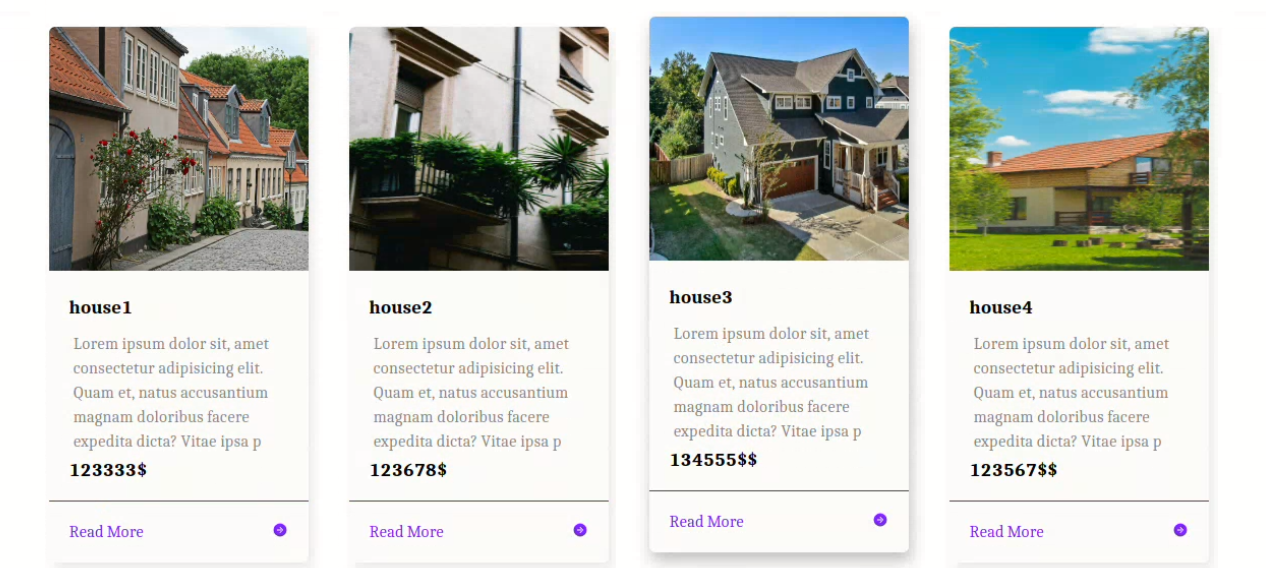 house1
Lorem ipsum dolor sit, amet
consectetur adipisicing elit.
Quam et, natus accusantium
magnam doloribus facere
expedita dicta? Vitae ipsa p
123333$
Read More
house2
Lorem ipsum dolor sit, amet
consectetur adipisicing elit.
Quam et, natus accusantium
magnam doloribus facere
expedita dicta? Vitae ipsa p
123678$
Read More
house3
Lorem ipsum dolor sit, amet
consectetur adipisicing elit.
Quam et, natus accusantium
magnam doloribus facere
expedita dicta? Vitae ipsa p
134555$$
Read More
house4
Lorem ipsum dolor sit, amet
consectetur adipisicing elit.
Quam et, natus accusantium
magnam doloribus facere
expedita dicta? Vitae ipsa p
123567$$
Read More